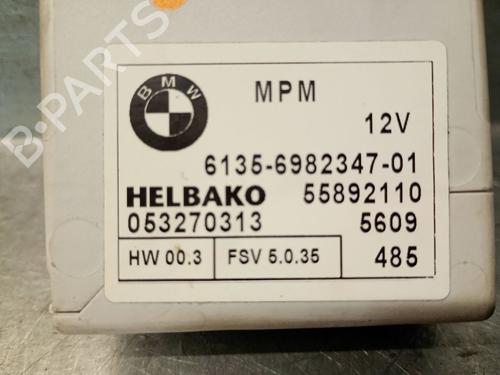 B-PARTS
BMW
MPM
12V
6135-6982347-01
HELBAKO 55892110
053270313 5609
HW 00.3 FSV 5.0.35 485